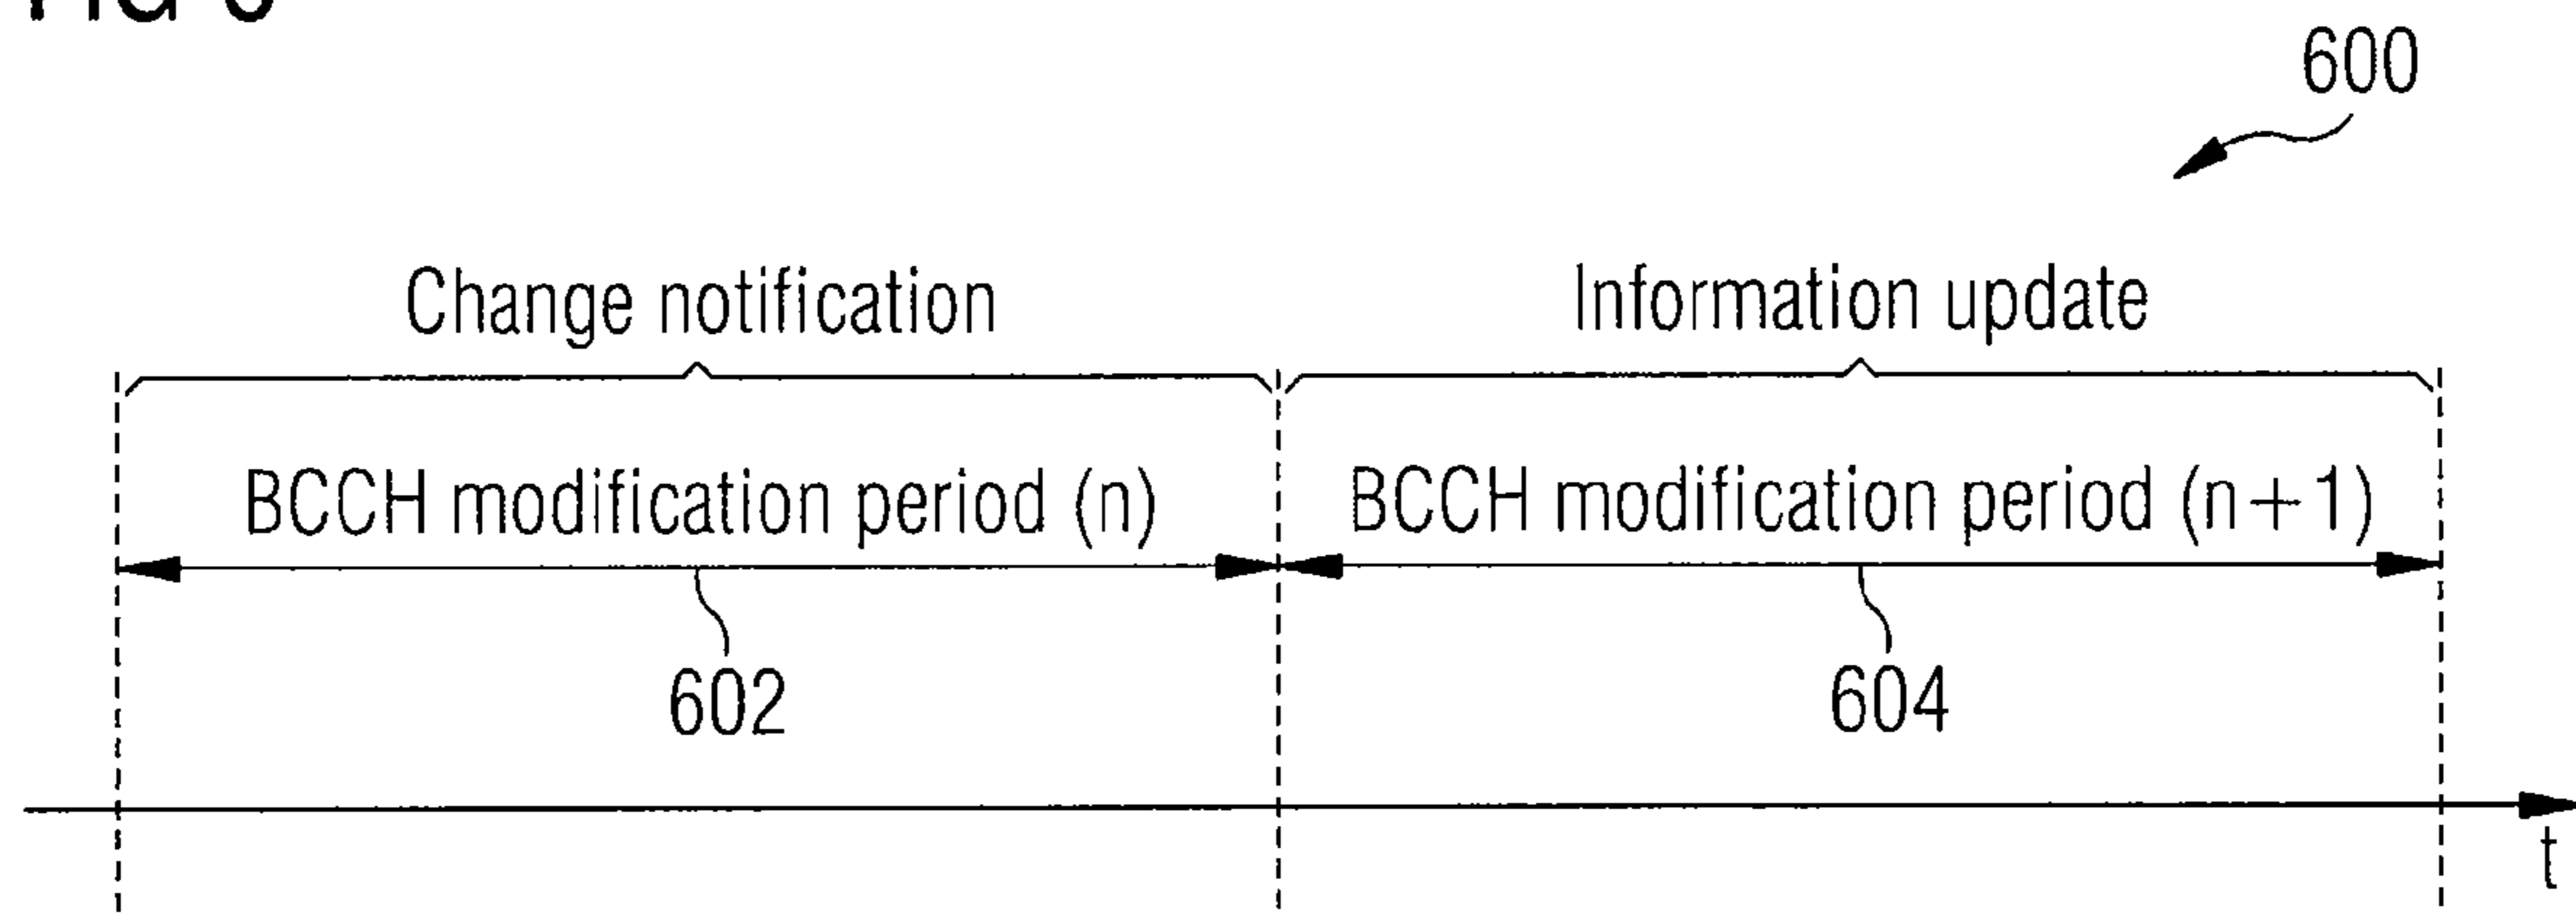 600
Change notification
Information update
BCCH modification period (n)
BCCH modification period (n+1)
602
604
t